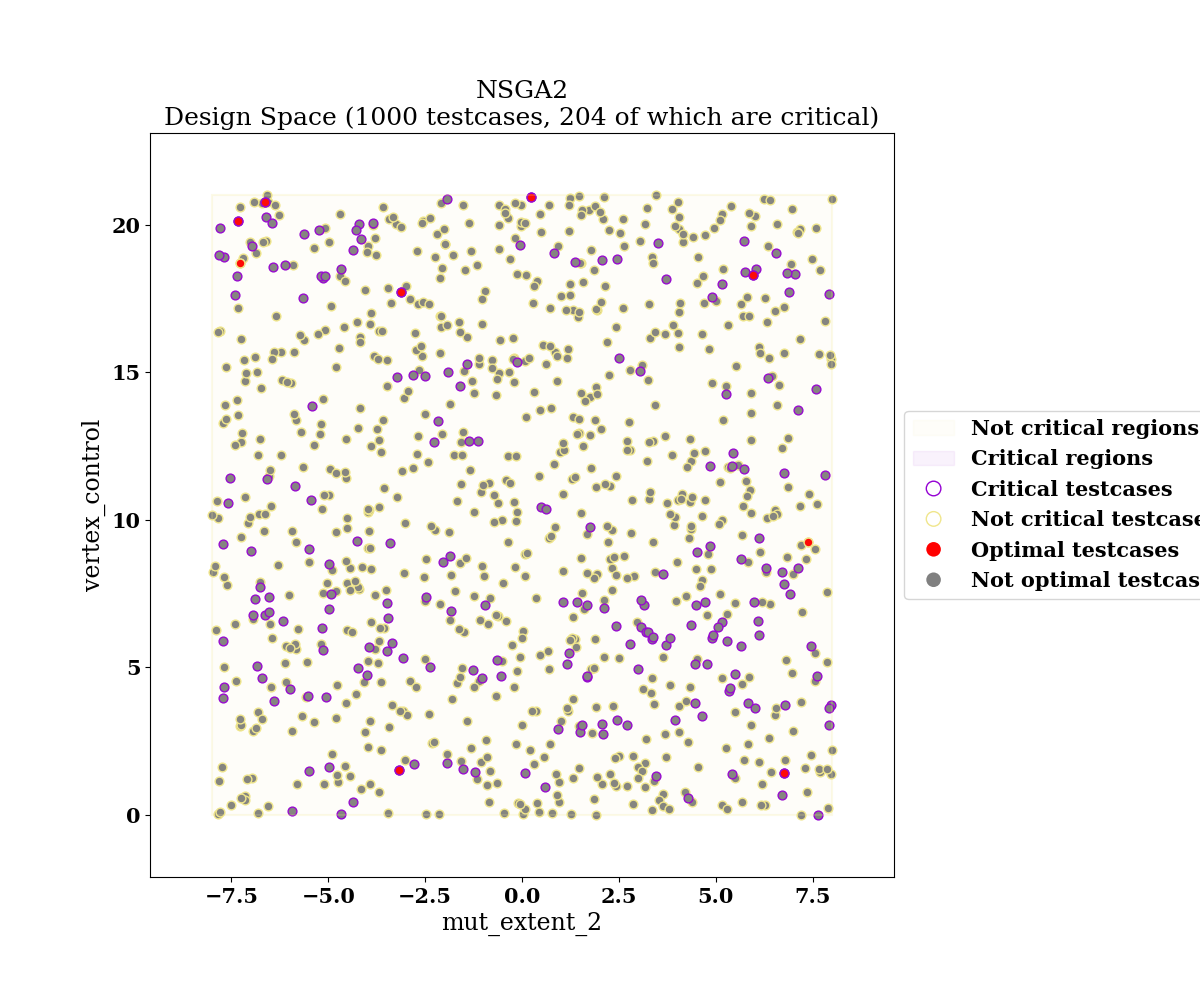 NSGA2
Design Space (1000 testcases, 204 of which are critical)
vertex_control
20
15
10
5
0
−7.5
−5.0
−2.5
0.0
2.5
5.0
7.5
mut_extent_2
Not critical regions
Critical regions
Critical testcases
Not critical testcase
Optimal testcases
Not optimal testcas